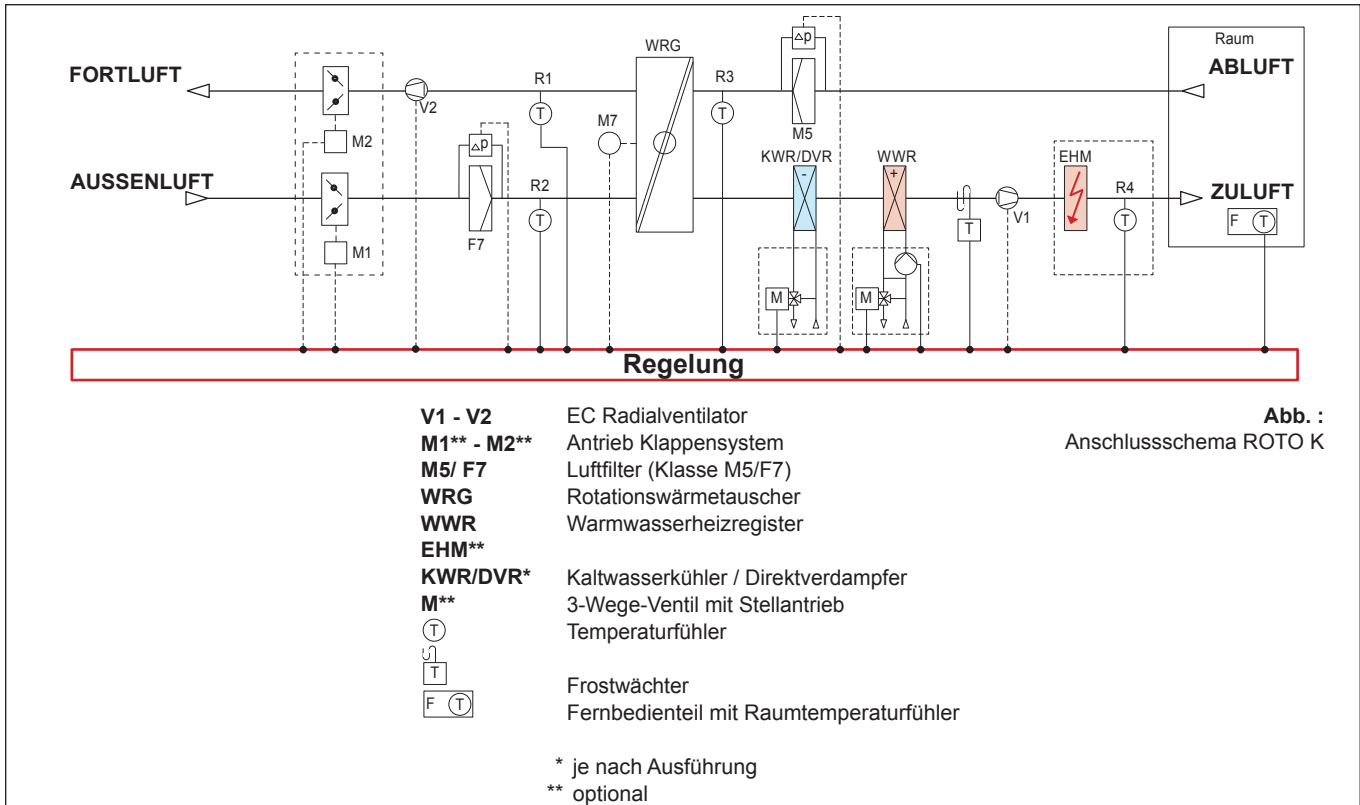 WRG
Δp
Raum
FORTLUFT
R1
R3
ABLUFT
V2
M7
M5
M2
Δp
KWR/DVR
WWR
EHM
AUSSENLUFT
R2
R4
ZULUFT
T
T
T
T
T
F T
V1
F7
M1
- +
M
M
Regelung
V1 - V2 EC Radialventilator
M1** - M2** Antrieb Klappensystem
M5/ F7 Luftfilter (Klasse M5/F7)
WRG Rotationswärmetauscher
WWR Warmwasserheizregister
EHM**
KWR/DVR* Kaltwasserkühler / Direktverdampfer
M** 3-Wege-Ventil mit Stellantrieb
T Temperaturfühler
T Frostwächter
F T Fernbedienteil mit Raumtemperaturfühler
* je nach Ausführung
** optional
Abb. :
Anschlussschema ROTO K